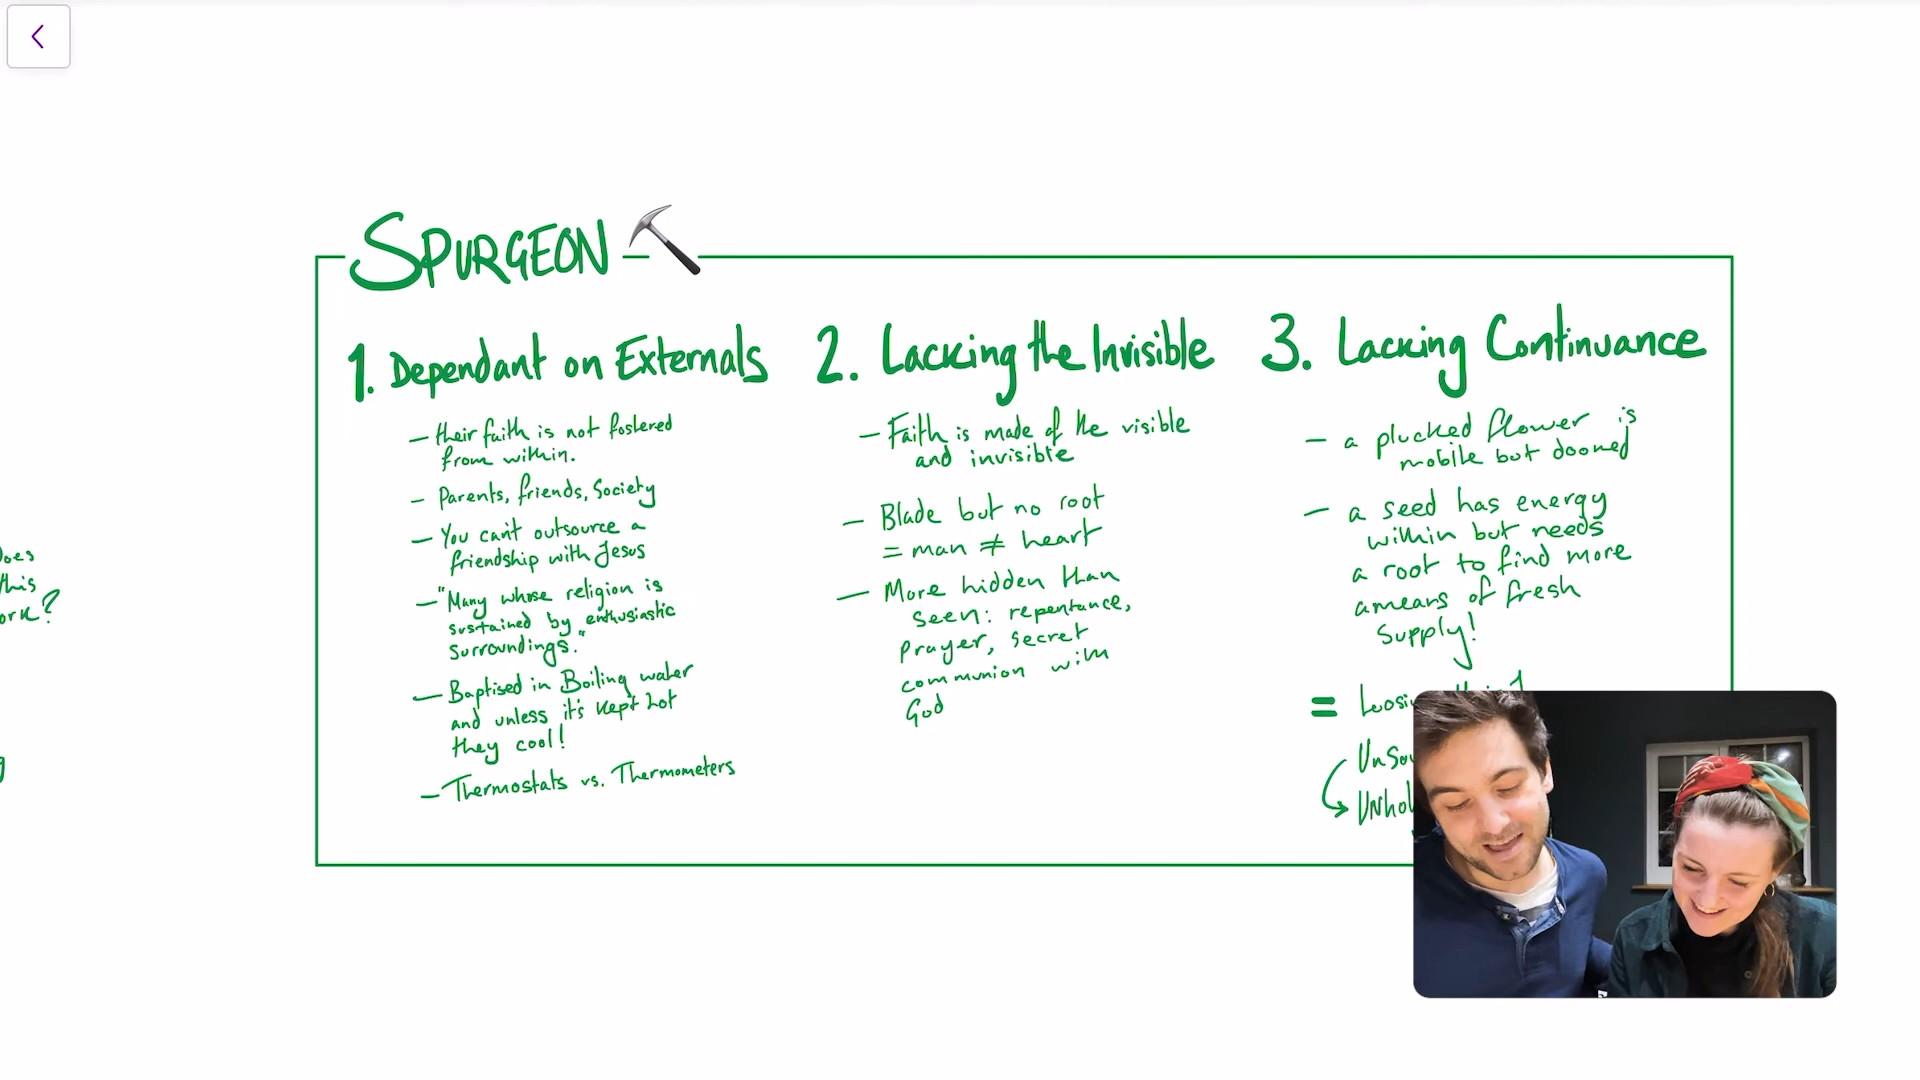 SPURGEON
1. Dependant on Externals
– their faith is not fostered
from within.
– Parents, friends, Society
– You can't outsource a
friendship with Jesus
– "Many whose religion is
sustained by enthusiastic
surroundings."
– Baptised in Boiling water
and unless it's kept hot
they cool!
– Thermostats vs. Thermometers
2. Lacking the Invisible
– Faith is made of the visible
and invisible
– Blade but no root
= man ≠ heart
– More hidden than
seen: repentance,
prayer, secret
communion with
God
3. Lacking Continuance
– a plucked flower is
mobile but doomed
– a seed has energy
within but needs
a root to find more
a means of fresh
supply!
=
this